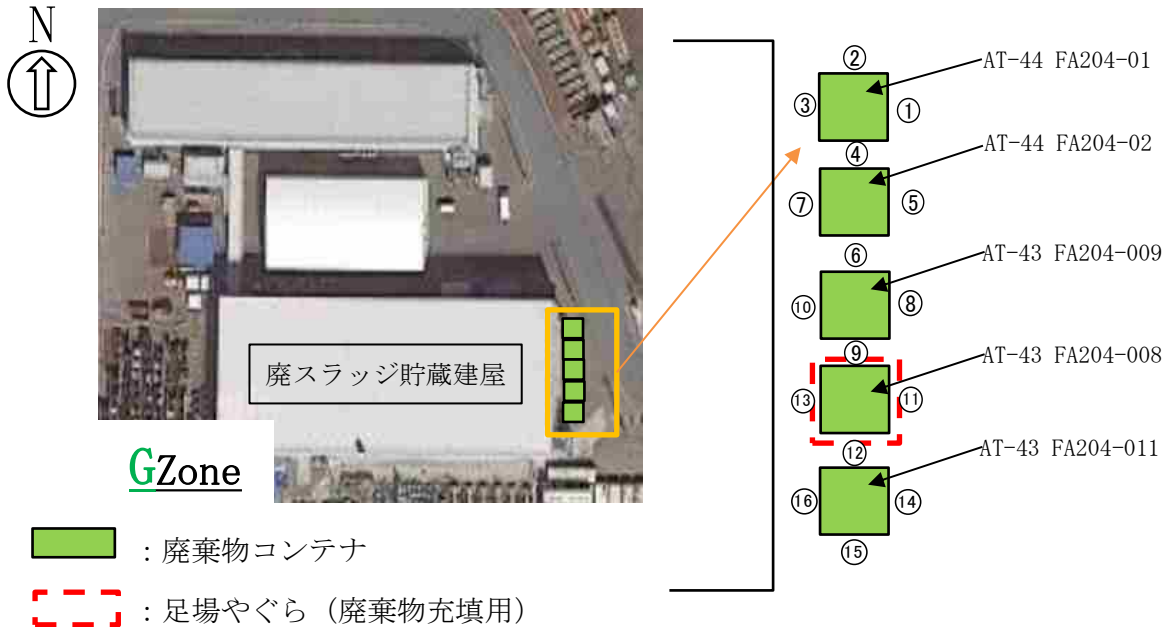 N
廃スラッジ貯蔵建屋
GZone
：廃棄物コンテナ
：足場やぐら（廃棄物充填用）
②
AT-44 FA204-01
③
①
④
AT-44 FA204-02
⑦
⑤
⑥
AT-43 FA204-009
⑩
⑧
⑨
AT-43 FA204-008
⑬
⑪
⑫
AT-43 FA204-011
⑯
⑭
⑮